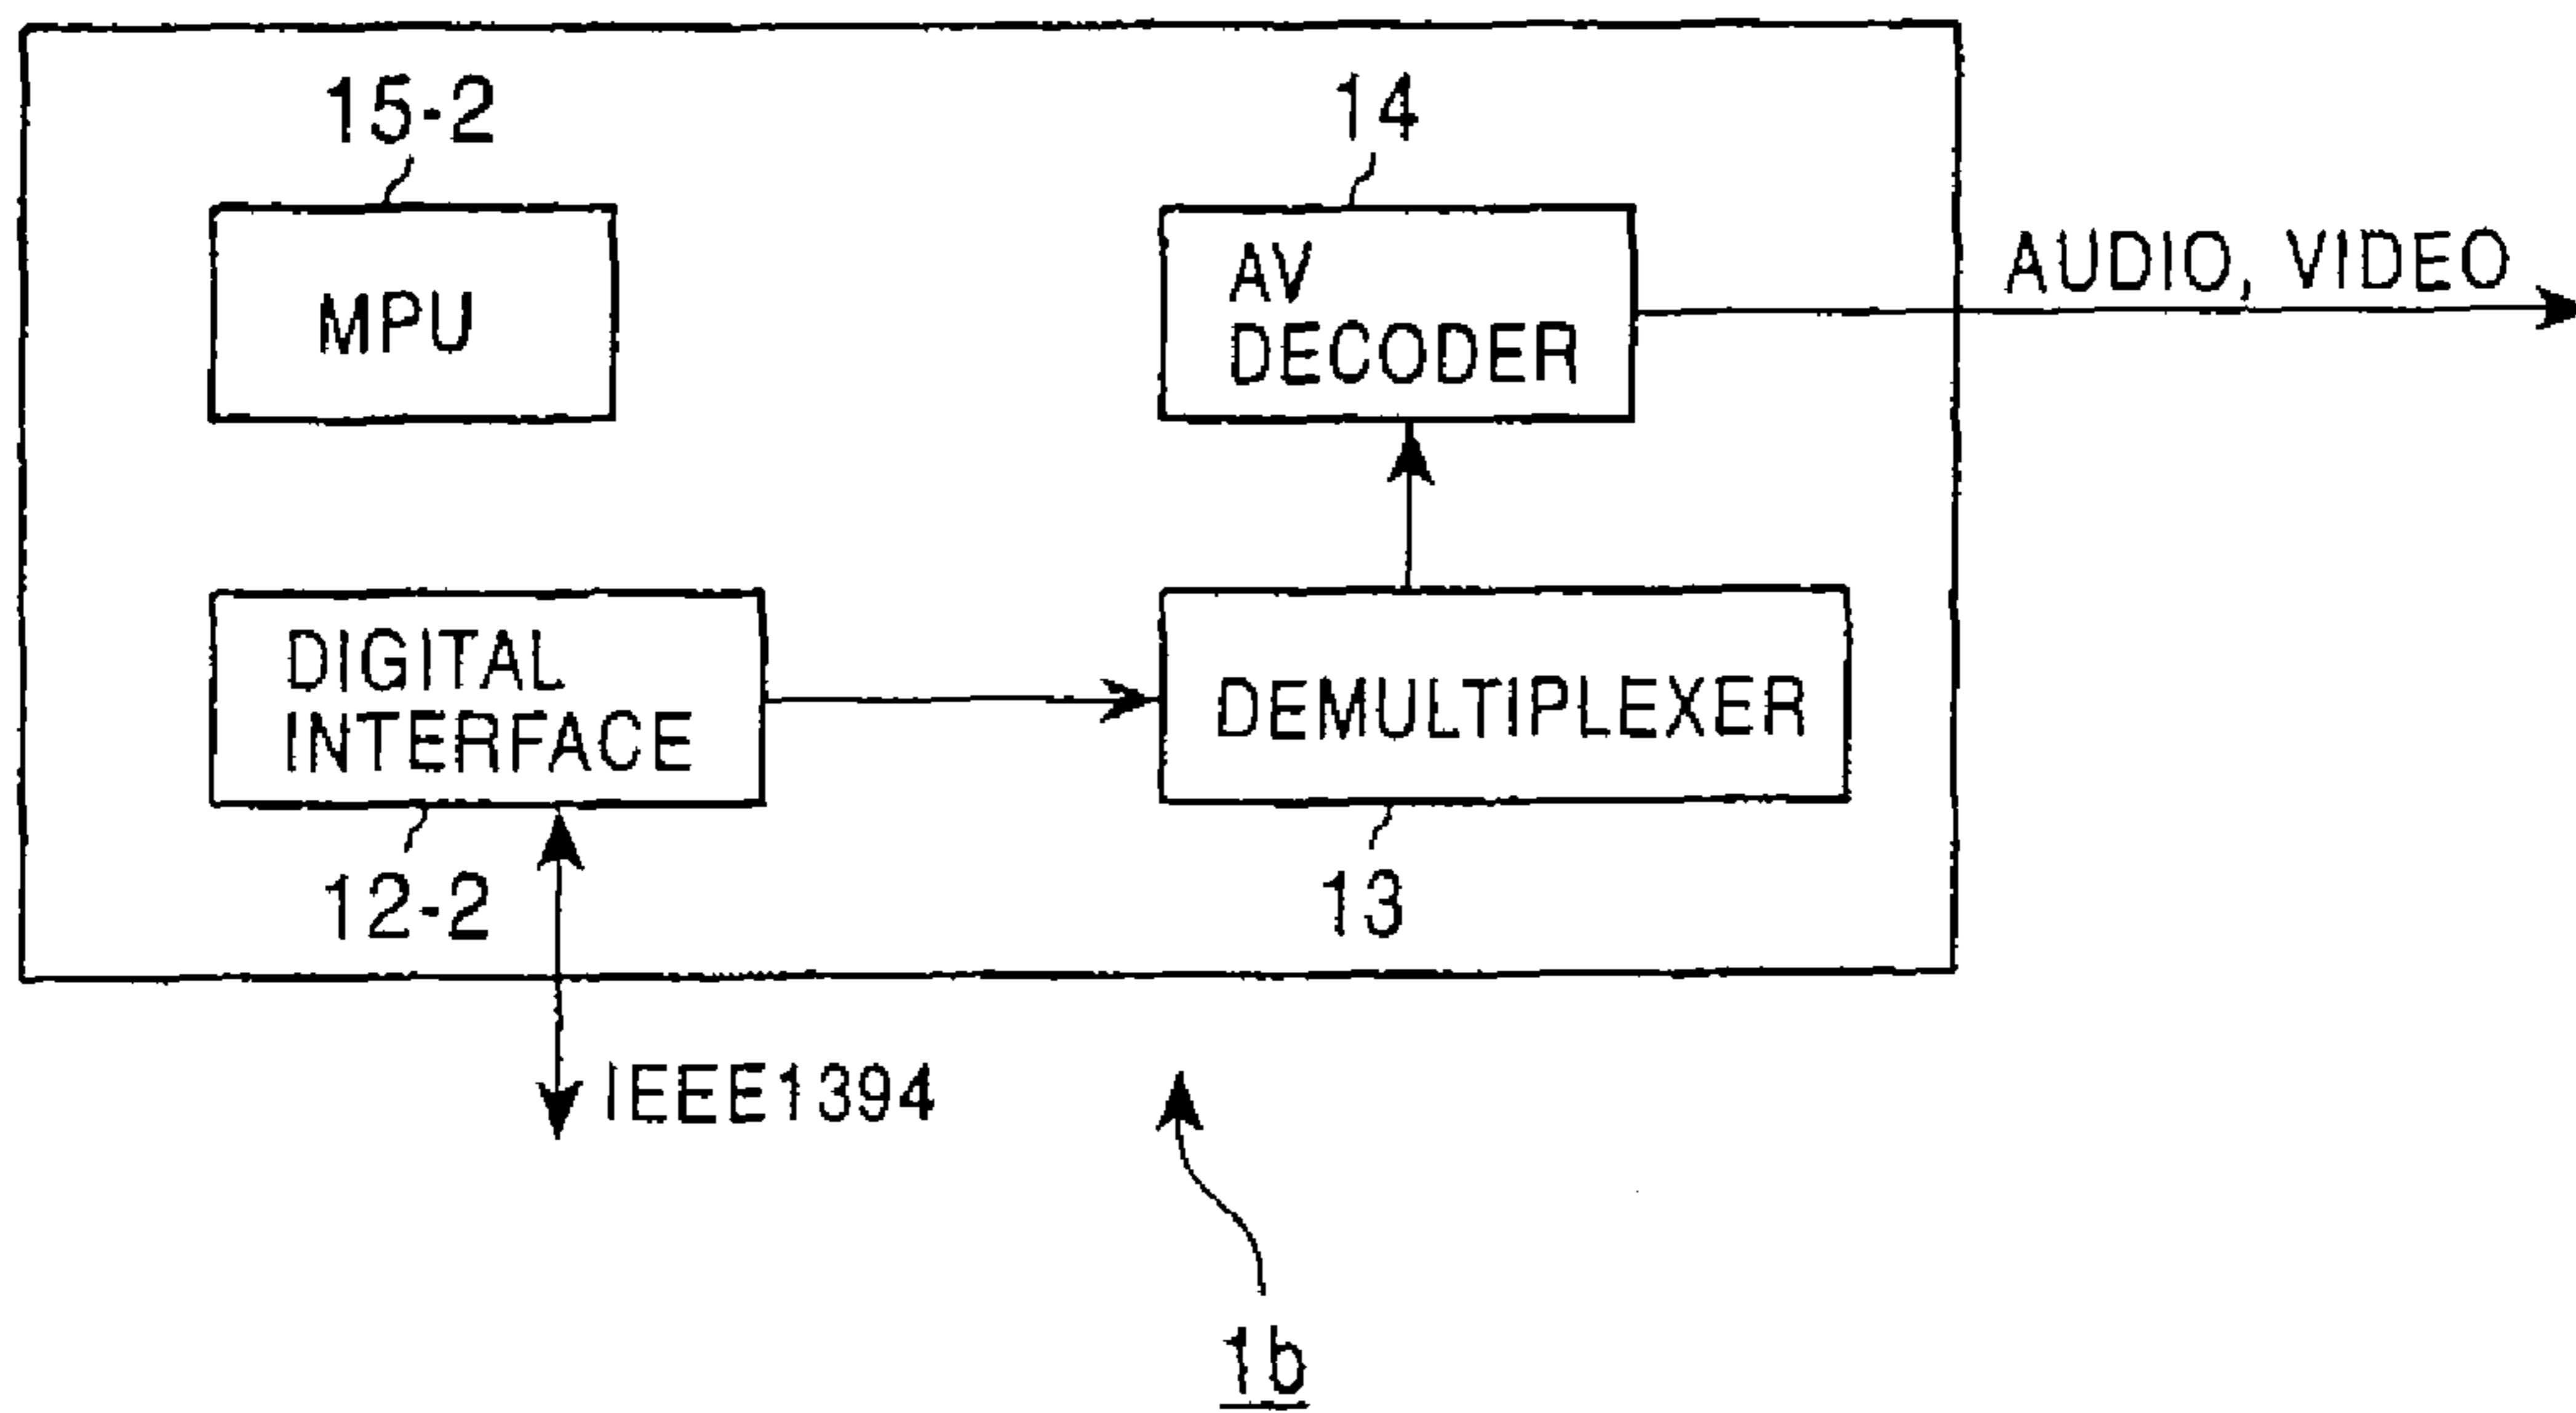 15-2
MPU
14
AV
DECODER
AUDIO, VIDEO
DIGITAL
INTERFACE
12-2
DEMULTIPLEXER
13
IEEE1394
1b